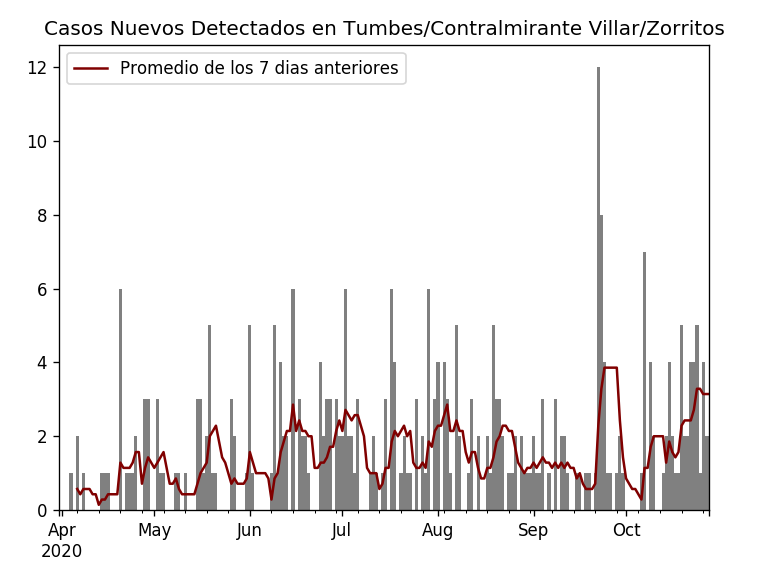 Casos Nuevos Detectados en Tumbes/Contralmirante Villar/Zorritos
Promedio de los 7 dias anteriores
12
10
8
6
4
2
0
Apr May Jun Jul Aug Sep Oct
2020